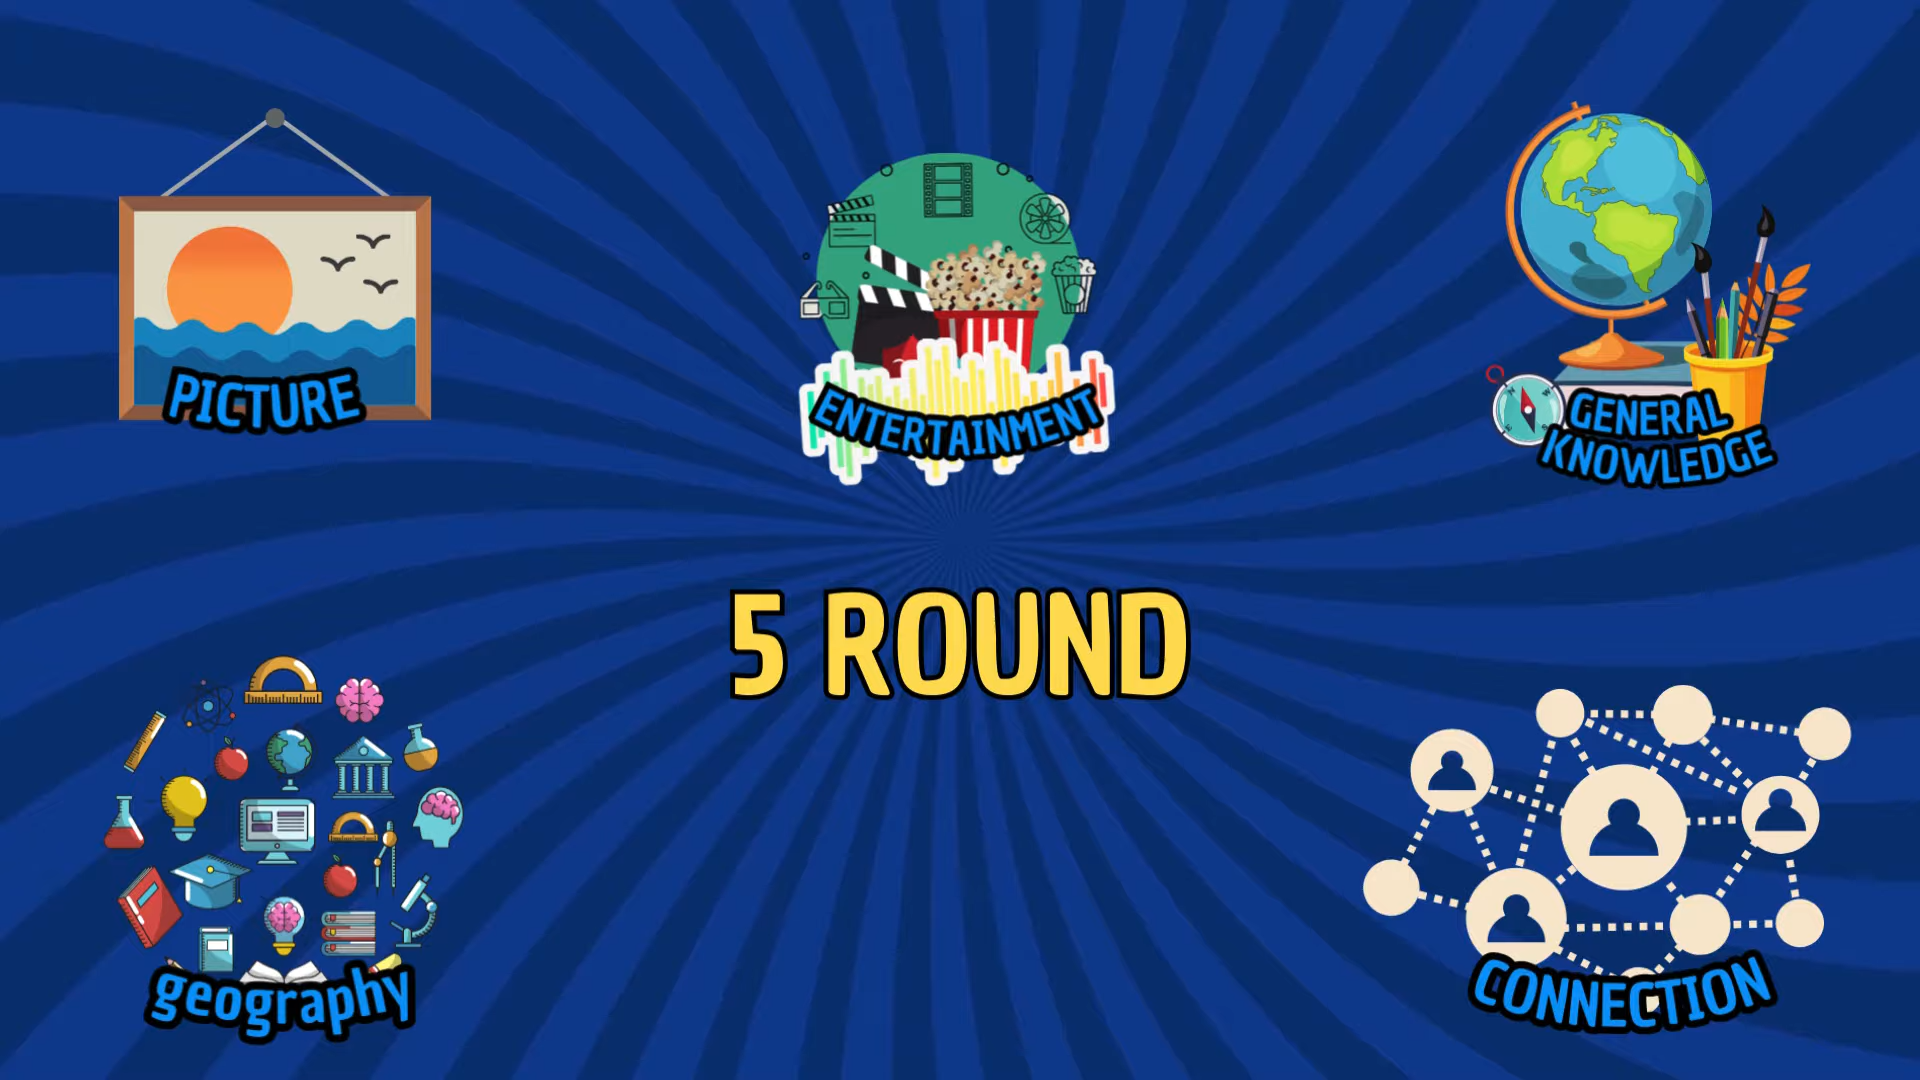 PICTURE
ENTERTAINMENT
GENERAL
KNOWLEDGE
5 ROUND
geography
CONNECTION